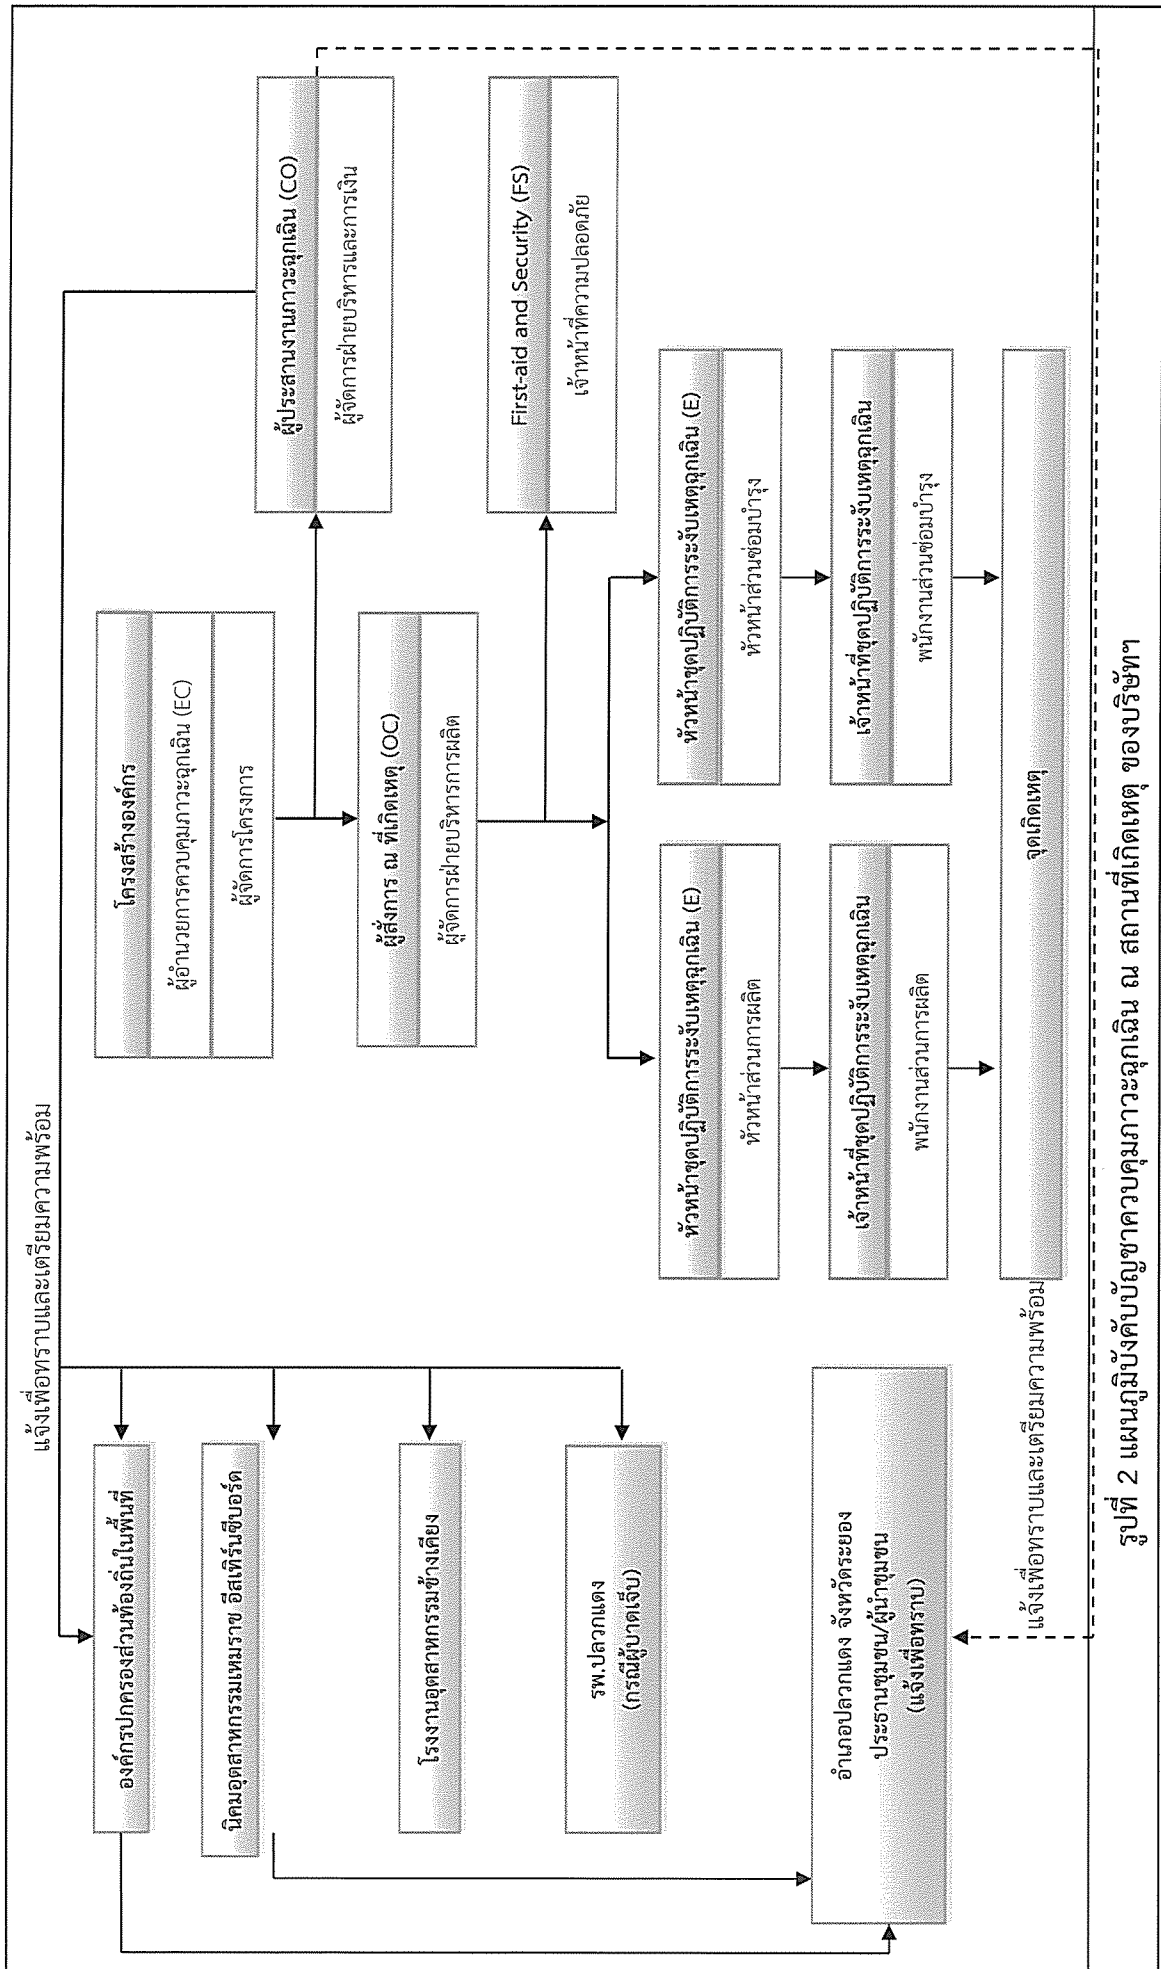 แจ้งเพื่อทราบและเตรียมความพร้อม
องค์กรปกครองส่วนท้องถิ่นในพื้นที่
นิคมอุตสาหกรรมเหมราช อีสเทิร์นซีบอร์ด
โรงงานอุตสาหกรรมข้างเคียง
รพ.ปลวกแดง
(กรณีผู้บาดเจ็บ)
อำเภอปลวกแดง จังหวัดระยอง
ประธานชุมชน/ผู้นำชุมชน
(แจ้งเพื่อทราบ)
แจ้งเพื่อทราบและเตรียมความพร้อม
โครงสร้างองค์กร
ผู้อำนวยการควบคุมภาวะฉุกเฉิน (EC)
ผู้จัดการโครงการ
ผู้ประสานงานภาวะฉุกเฉิน (CO)
ผู้จัดการฝ่ายบริหารและการเงิน
ผู้สั่งการ ณ ที่เกิดเหตุ (OC)
ผู้จัดการฝ่ายบริหารการผลิต
First-aid and Security (FS)
เจ้าหน้าที่ความปลอดภัย
หัวหน้าชุดปฏิบัติการระงับเหตุฉุกเฉิน (E)
หัวหน้าส่วนการผลิต
หัวหน้าชุดปฏิบัติการระงับเหตุฉุกเฉิน (E)
หัวหน้าส่วนซ่อมบำรุง
เจ้าหน้าที่ชุดปฏิบัติการระงับเหตุฉุกเฉิน
พนักงานส่วนการผลิต
เจ้าหน้าที่ชุดปฏิบัติการระงับเหตุฉุกเฉิน
พนักงานส่วนซ่อมบำรุง
จุดเกิดเหตุ
รูปที่ 2 แผนภูมิบังคับบัญชาควบคุมภาวะฉุกเฉิน ณ สถานที่เกิดเหตุ ของบริษัทฯ